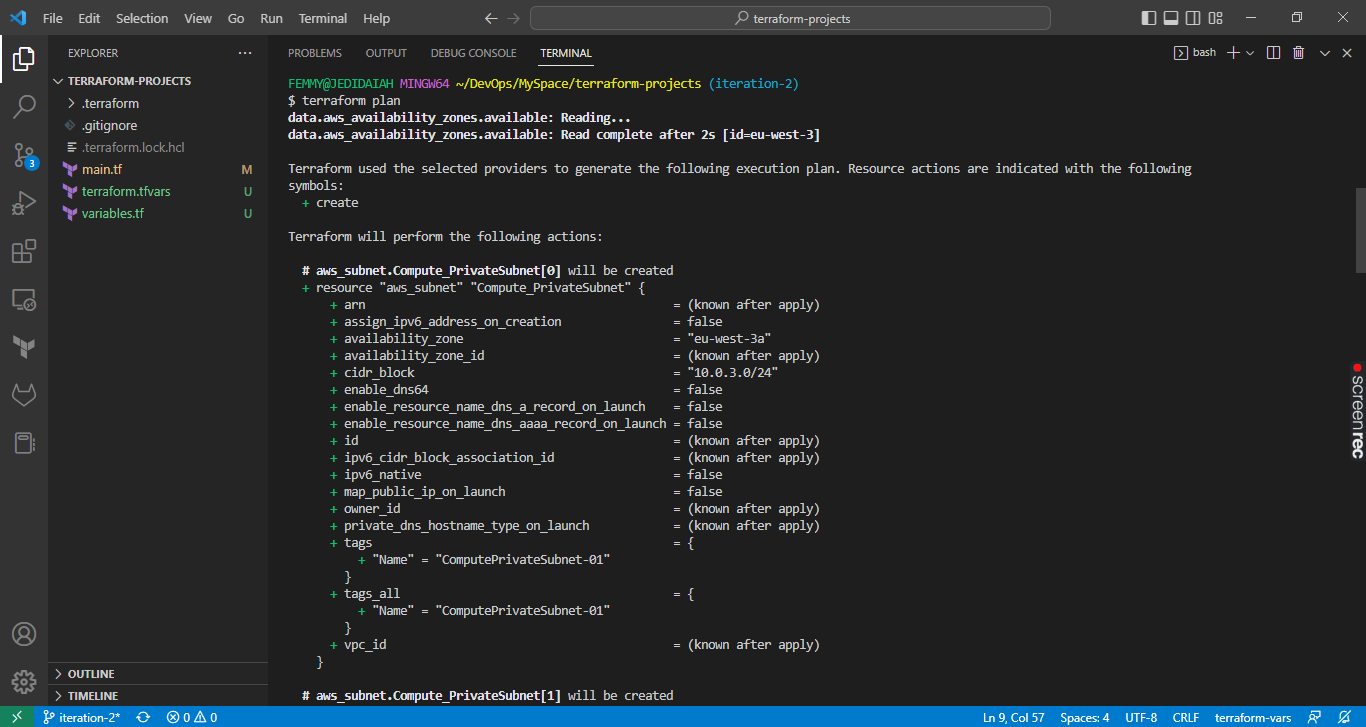 File Edit Selection View Go Run Terminal Help terraform-projects
EXPLORER
TERRAFORM-PROJECTS
.terraform
.gitignore
.terraform.lock.hcl
main.tf M
terraform.tfvars U
variables.tf U
3
OUTLINE
TIMELINE
PROBLEMS OUTPUT DEBUG CONSOLE TERMINAL bash
FEMMY@JEDIDAIAH MINGW64 ~/DevOps/MySpace/terraform-projects (iteration-2)
$ terraform plan
data.aws_availability_zones.available: Reading...
data.aws_availability_zones.available: Read complete after 2s [id=eu-west-3]
Terraform used the selected providers to generate the following execution plan. Resource actions are indicated with the following
symbols:
+ create
Terraform will perform the following actions:
# aws_subnet.Compute_PrivateSubnet[0] will be created
+ resource "aws_subnet" "Compute_PrivateSubnet" {
+ arn = (known after apply)
+ assign_ipv6_address_on_creation = false
+ availability_zone = "eu-west-3a"
+ availability_zone_id = (known after apply)
+ cidr_block = "10.0.3.0/24"
+ enable_dns64 = false
+ enable_resource_name_dns_a_record_on_launch = false
+ enable_resource_name_dns_aaaa_record_on_launch = false
+ id = (known after apply)
+ ipv6_cidr_block_association_id = (known after apply)
+ ipv6_native = false
+ map_public_ip_on_launch = false
+ owner_id = (known after apply)
+ private_dns_hostname_type_on_launch = (known after apply)
+ tags = {
+ "Name" = "ComputePrivateSubnet-01"
}
+ tags_all = {
+ "Name" = "ComputePrivateSubnet-01"
}
+ vpc_id = (known after apply)
}
# aws_subnet.Compute_PrivateSubnet[1] will be created
screenrec
iteration-2* 0 0 Ln 9, Col 57 Spaces: 4 UTF-8 CRLF terraform-vars